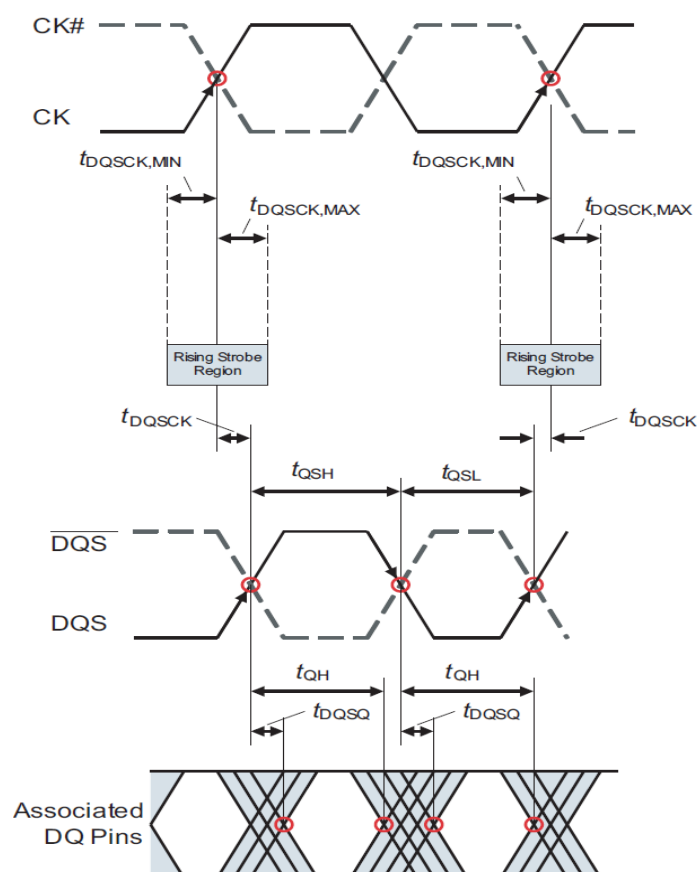 CK#
CK
tDQSCK,MIN
tDQSCK,MIN
tDQSCK,MAX
tDQSCK,MAX
Rising Strobe
Region
Rising Strobe
Region
tDQSCK
tDQSCK
tQSH
tQSL
DQS
DQS
tQH
tQH
tDQSQ
tDQSQ
Associated
DQ Pins